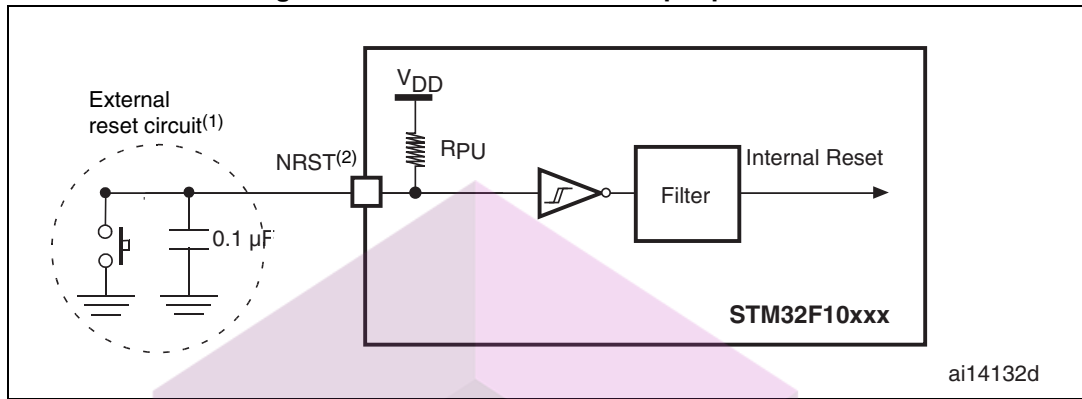 External
reset circuit(1)
NRST(2)
VDD
RPU
0.1 µF
Filter
Internal Reset
STM32F10xxx
ai14132d